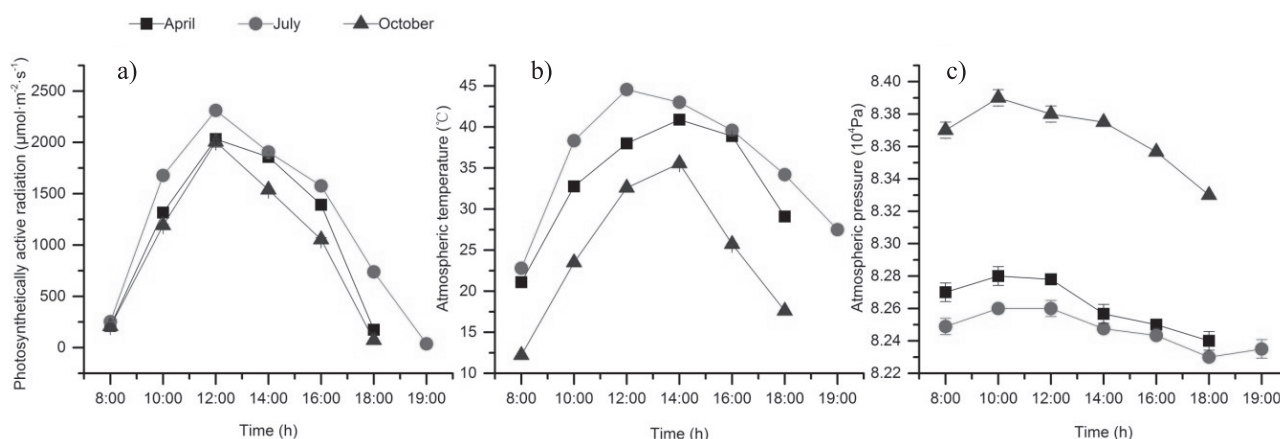 April July October
a)
Photosynthetically active radiation (μmol·m⁻²·s⁻¹)
2500
2000
1500
1000
500
0
8:00 10:00 12:00 14:00 16:00 18:00 19:00
Time (h)
b)
Atmospheric temperature (℃)
45
40
35
30
25
20
15
10
8:00 10:00 12:00 14:00 16:00 18:00 19:00
Time (h)
c)
Atmospheric pressure (10⁴Pa)
8.40
8.38
8.36
8.34
8.32
8.28
8.26
8.24
8.22
8:00 10:00 12:00 14:00 16:00 18:00 19:00
Time (h)